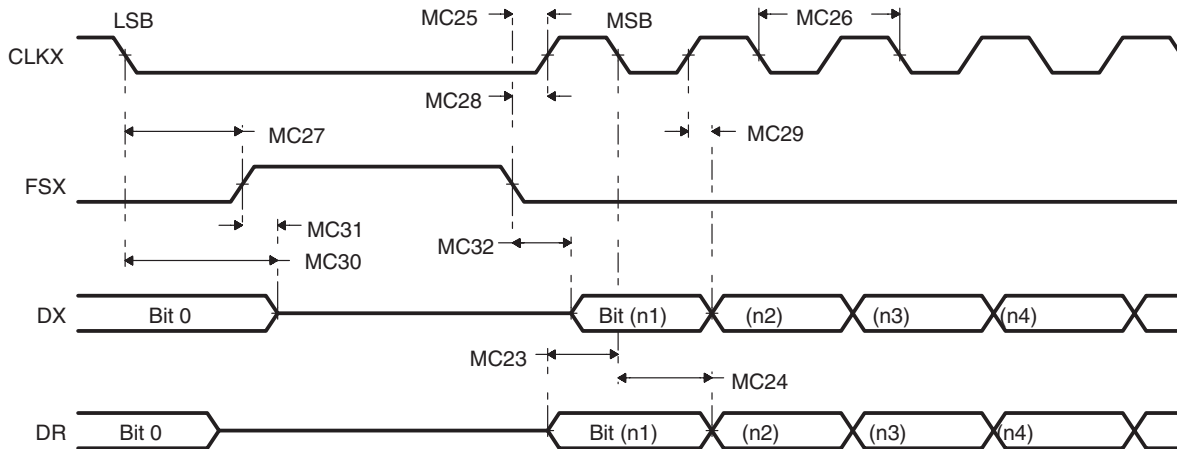 LSB
MC25
MSB
MC26
CLKX
MC28
MC27
MC29
FSX
MC31
MC32
MC30
DX
Bit 0
Bit (n1)
(n2)
(n3)
(n4)
MC23
MC24
DR
Bit 0
Bit (n1)
(n2)
(n3)
(n4)